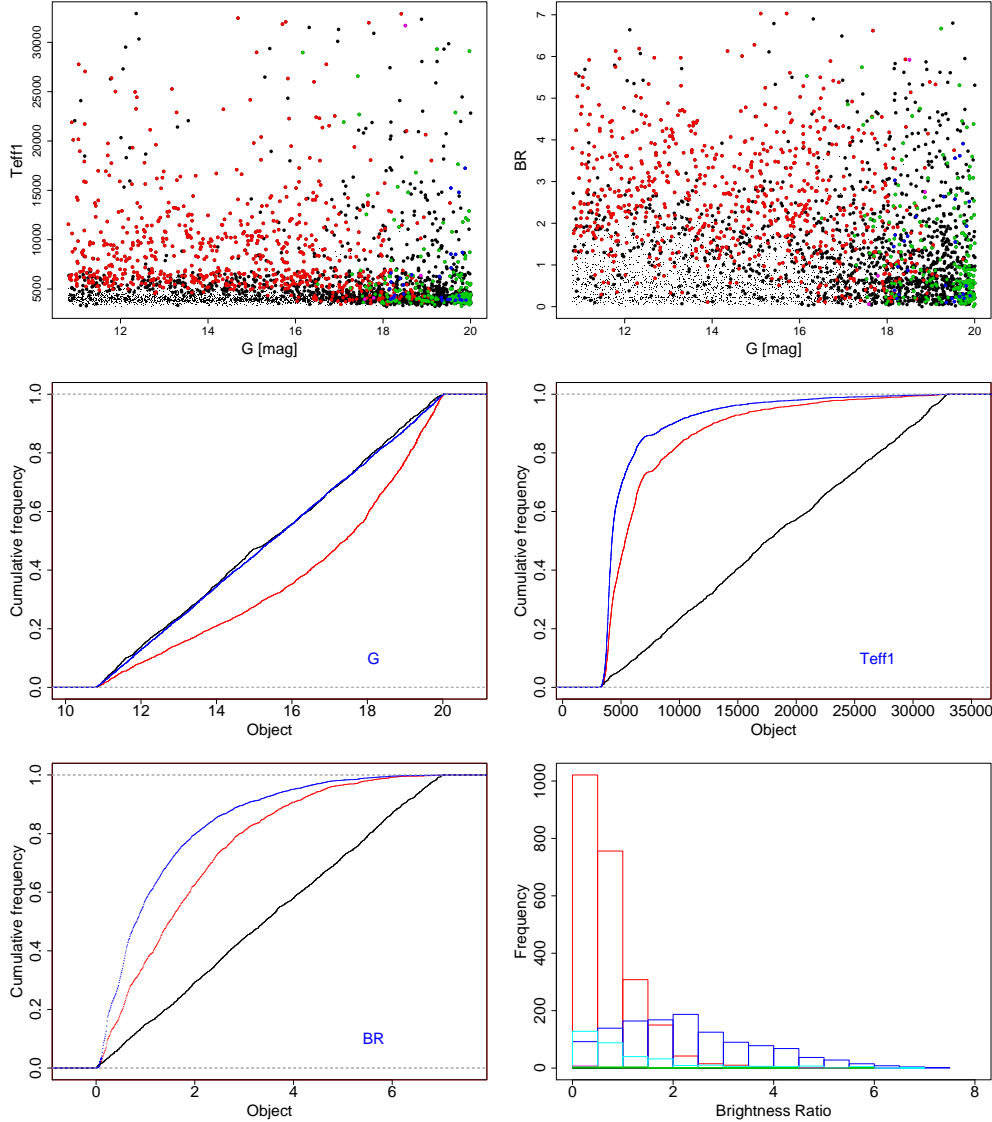 Teff1
5000 10000 15000 20000 25000 30000
12 14 16 18 20
G [mag]
BR
0 1 2 3 4 5 6 7
12 14 16 18 20
G [mag]
Cumulative frequency
0.0 0.2 0.4 0.6 0.8 1.0
G
10 12 14 16 18 20
Object
Cumulative frequency
0.0 0.2 0.4 0.6 0.8 1.0
Teff1
0 5000 10000 15000 20000 25000 30000 35000
Object
Cumulative frequency
0.0 0.2 0.4 0.6 0.8 1.0
BR
0 2 4 6
Object
Frequency
0 200 400 600 800 1000
0 2 4 6 8
Brightness Ratio